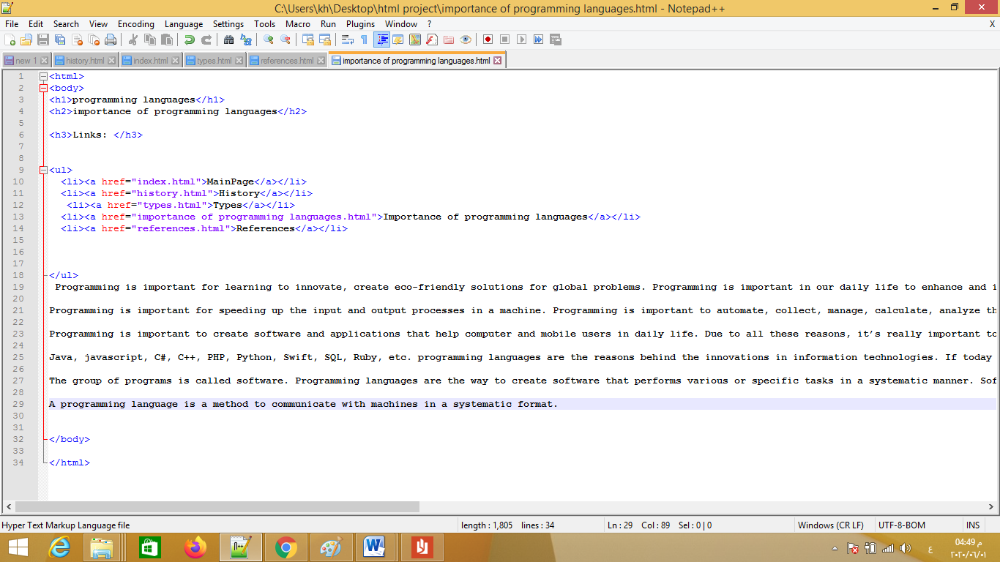 C:\Users\kh\Desktop\html project\importance of programming languages.html - Notepad++
File Edit Search View Encoding Language Settings Tools Macro Run Plugins Window ? X
new 1 history.html index.html types.html references.html importance of programming languages.html
1 <html>
2 <body>
3 <h1>programming languages</h1>
4 <h2>importance of programming languages</h2>
5
6 <h3>Links: </h3>
7
8
9 <ul>
10 <li><a href="index.html">MainPage</a></li>
11 <li><a href="history.html">History</a></li>
12 <li><a href="types.html">Types</a></li>
13 <li><a href="importance of programming languages.html">Importance of programming languages</a></li>
14 <li><a href="references.html">References</a></li>
15
16
17
18 </ul>
19 Programming is important for learning to innovate, create eco-friendly solutions for global problems. Programming is important in our daily life to enhance and i
20
21 Programming is important for speeding up the input and output processes in a machine. Programming is important to automate, collect, manage, calculate, analyze th
22
23 Programming is important to create software and applications that help computer and mobile users in daily life. Due to all these reasons, it’s really important to
24
25 Java, javascript, C#, C++, PHP, Python, Swift, SQL, Ruby, etc. programming languages are the reasons behind the innovations in information technologies. If today
26
27 The group of programs is called software. Programming languages are the way to create software that performs various or specific tasks in a systematic manner. Sof
28
29 A programming language is a method to communicate with machines in a systematic format.
30
31
32 </body>
33
34 </html>
Hyper Text Markup Language file length : 1,805 lines : 34 Ln : 29 Col : 89 Sel : 0 | 0 Windows (CR LF) UTF-8-BOM INS
ع 04:49 م
٢٠٢٠/٠٦/٠١